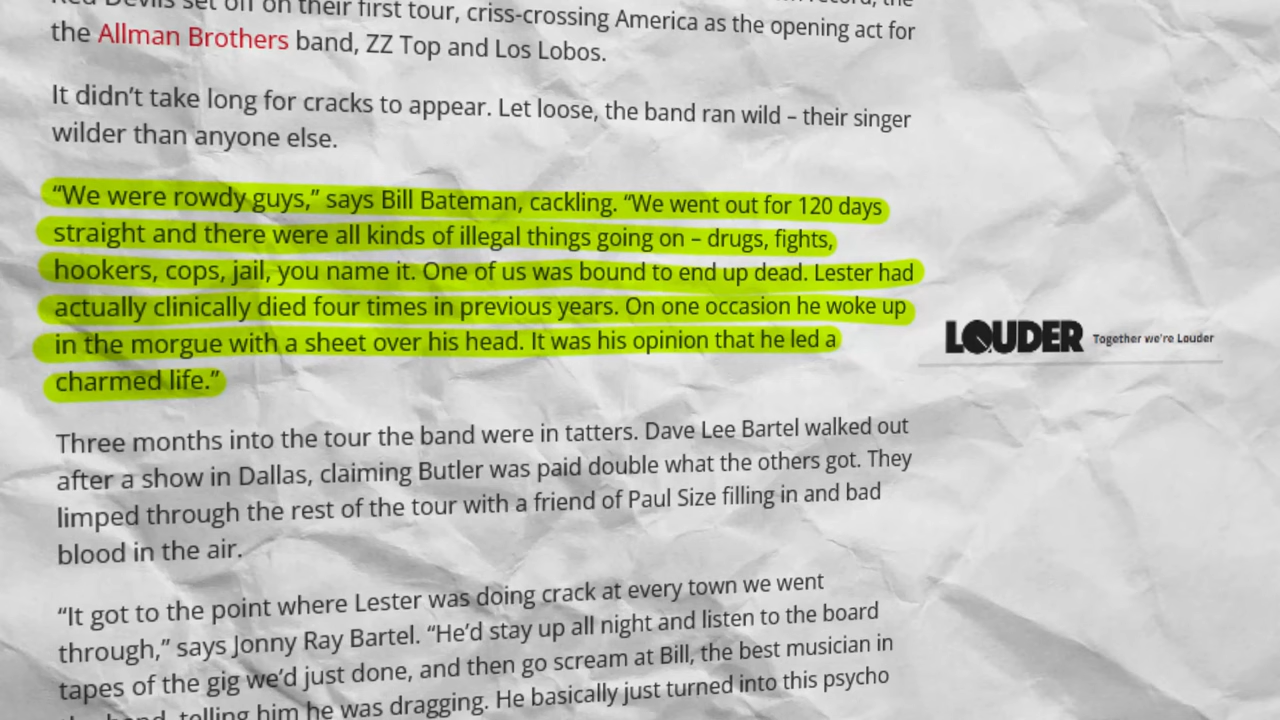 Red Devils set off on their first tour, criss-crossing America as the opening act for
the Allman Brothers band, ZZ Top and Los Lobos.
It didn’t take long for cracks to appear. Let loose, the band ran wild – their singer
wilder than anyone else.
“We were rowdy guys,” says Bill Bateman, cackling. “We went out for 120 days
straight and there were all kinds of illegal things going on – drugs, fights,
hookers, cops, jail, you name it. One of us was bound to end up dead. Lester had
actually clinically died four times in previous years. On one occasion he woke up
in the morgue with a sheet over his head. It was his opinion that he led a
charmed life.”
LOUDER Together we're Louder
Three months into the tour the band were in tatters. Dave Lee Bartel walked out
after a show in Dallas, claiming Butler was paid double what the others got. They
limped through the rest of the tour with a friend of Paul Size filling in and bad
blood in the air.
“It got to the point where Lester was doing crack at every town we went
through,” says Jonny Ray Bartel. “He’d stay up all night and listen to the board
tapes of the gig we’d just done, and then go scream at Bill, the best musician in
band, telling him he was dragging. He basically just turned into this psycho